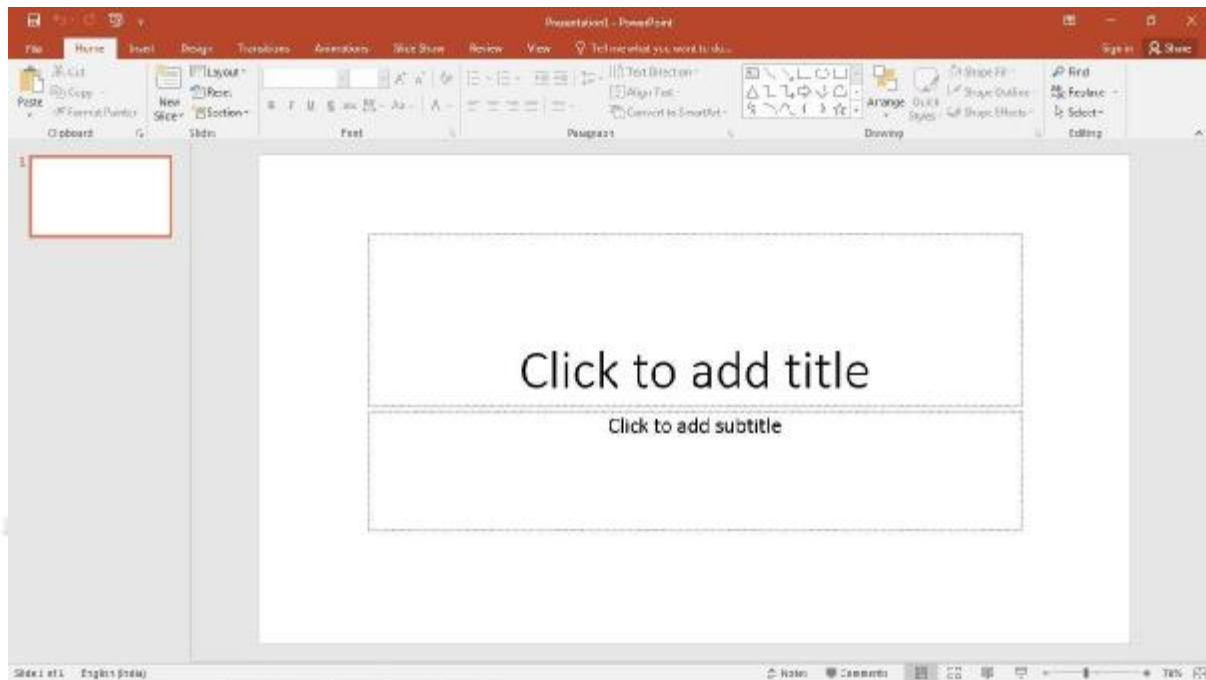 Presentation1 - PowerPoint
File Home Insert Design Transitions Animations Slide Show Review View Tell me what you want to do... Sign in Share
Cut
Copy
Format Painter
Paste
Clipboard
New
Slide
Layout
Reset
Section
Slides
Font
Text Direction
Align Text
Convert to SmartArt
Paragraph
Arrange
Quick
Styles
Shape Fill
Shape Outline
Shape Effects
Drawing
Find
Replace
Select
Editing
1
Click to add title
Click to add subtitle
Slide 1 of 1 English (India) Notes Comments 78%